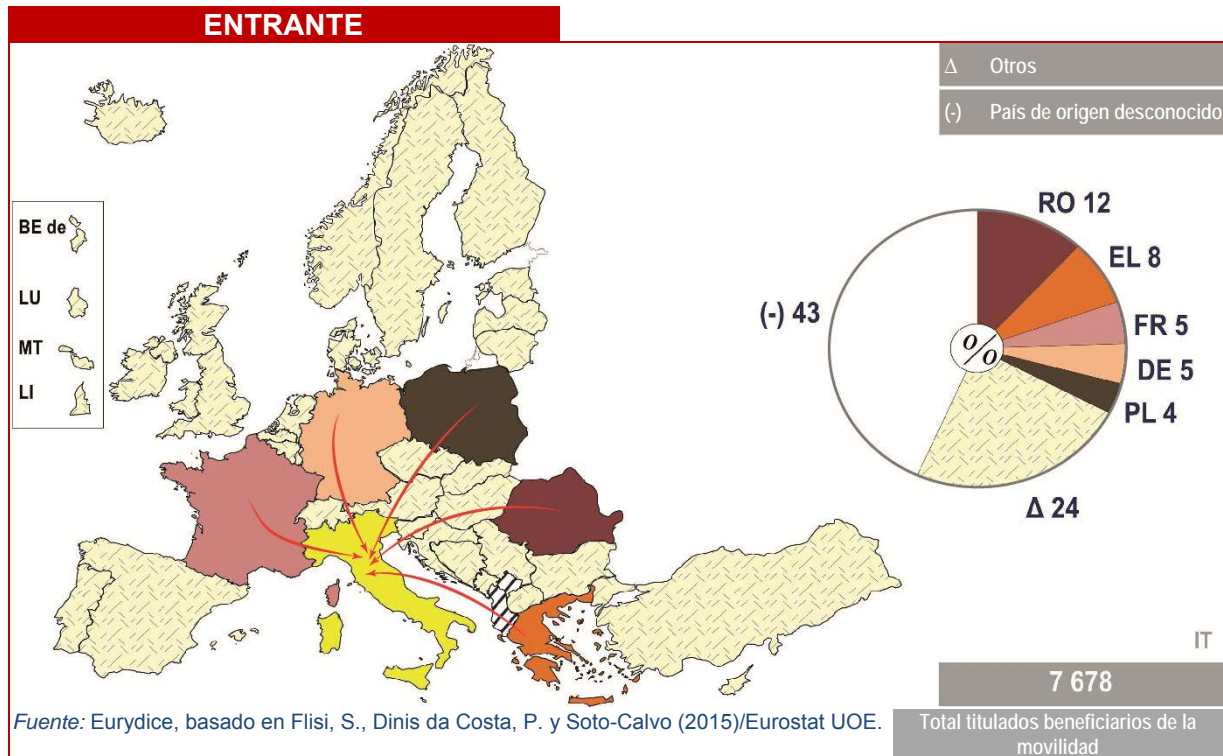 ENTRANTE
Δ Otros
(-) País de origen desconocido
BE de
LU
MT
LI
RO 12
EL 8
FR 5
DE 5
PL 4
Δ 24
(-) 43
%
IT
7 678
Total titulados beneficiarios de la
movilidad
Fuente: Eurydice, basado en Flisi, S., Dinis da Costa, P. y Soto-Calvo (2015)/Eurostat UOE.